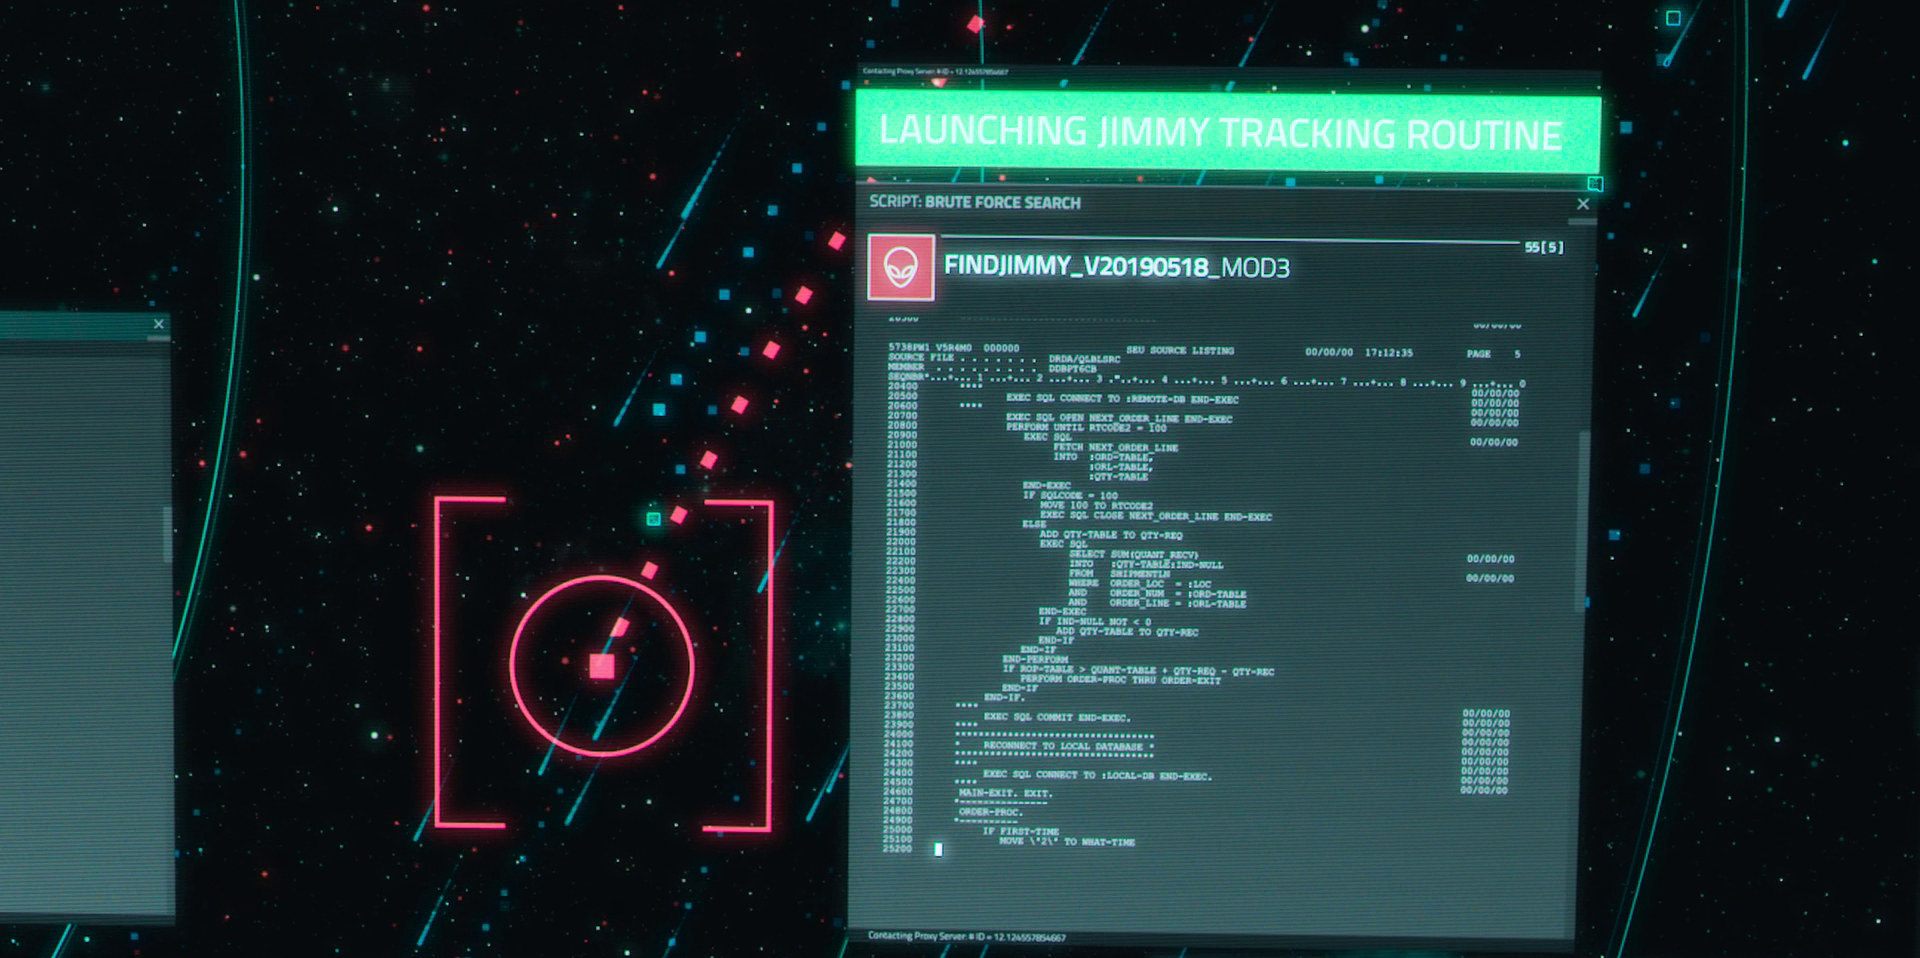 Contacting Proxy Server: # ID = 12.124557854667
LAUNCHING JIMMY TRACKING ROUTINE
SCRIPT: BRUTE FORCE SEARCH
55[5]
FINDJIMMY_V20190518_MOD3
5738PW1 V5R4M0 000000 SEU SOURCE LISTING 00/00/00 17:12:35 PAGE 5
SOURCE FILE . . . . . . . DRDA/QLBLSRC
MEMBER . . . . . . . . . DDBPT6CB
SEQNBR*...+... 1 ...+... 2 ...+... 3 ...+... 4 ...+... 5 ...+... 6 ...+... 7 ...+... 8 ...+... 9 ...+... 0
20400 **** 00/00/00
20500 EXEC SQL CONNECT TO :REMOTE-DB END-EXEC 00/00/00
20600 **** 00/00/00
20700 EXEC SQL OPEN NEXT_ORDER_LINE END-EXEC 00/00/00
20800 PERFORM UNTIL RTCODE2 = 100
20900 EXEC SQL 00/00/00
21000 FETCH NEXT_ORDER_LINE
21100 INTO :ORD-TABLE,
21200 :ORL-TABLE,
21300 :QTY-TABLE
21400 END-EXEC
21500 IF SQLCODE = 100
21600 MOVE 100 TO RTCODE2
21700 EXEC SQL CLOSE NEXT_ORDER_LINE END-EXEC
21800 ELSE
21900 ADD QTY-TABLE TO QTY-REQ
22000 EXEC SQL
22100 SELECT SUM(QUANT_RECV) 00/00/00
22200 INTO :QTY-TABLE:IND-NULL
22300 FROM SHIPMENTLN 00/00/00
22400 WHERE ORDER_LOC = :LOC
22500 AND ORDER_NUM = :ORD-TABLE
22600 AND ORDER_LINE = :ORL-TABLE
22700 END-EXEC
22800 IF IND-NULL NOT < 0
22900 ADD QTY-TABLE TO QTY-REC
23000 END-IF
23100 END-IF
23200 END-PERFORM
23300 IF ROP-TABLE > QUANT-TABLE + QTY-REQ - QTY-REC
23400 PERFORM ORDER-PROC THRU ORDER-EXIT
23500 END-IF
23600 END-IF.
23700 **** 00/00/00
23800 EXEC SQL COMMIT END-EXEC. 00/00/00
23900 **** 00/00/00
24000 ********************************** 00/00/00
24100 * RECONNECT TO LOCAL DATABASE * 00/00/00
24200 ********************************** 00/00/00
24300 **** 00/00/00
24400 EXEC SQL CONNECT TO :LOCAL-DB END-EXEC. 00/00/00
24500 **** 00/00/00
24600 MAIN-EXIT. EXIT.
24700 *---------------
24800 ORDER-PROC.
24900 *----------
25000 IF FIRST-TIME
25100 MOVE \"2\" TO WHAT-TIME
25200
Contacting Proxy Server: # ID = 12.124557854667